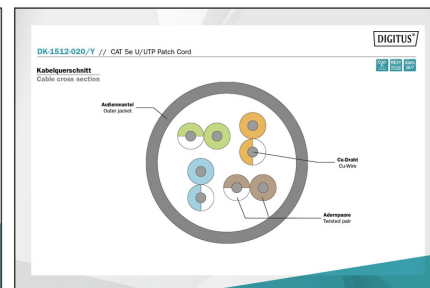 DIGITUS®
DK-1512-020/Y // CAT 5e U/UTP Patch Cord
Kabelquerschnitt
Cable cross section
Außenmantel
Outer jacket
Cu-Draht
Cu-Wire
Adernpaare
Twisted pair